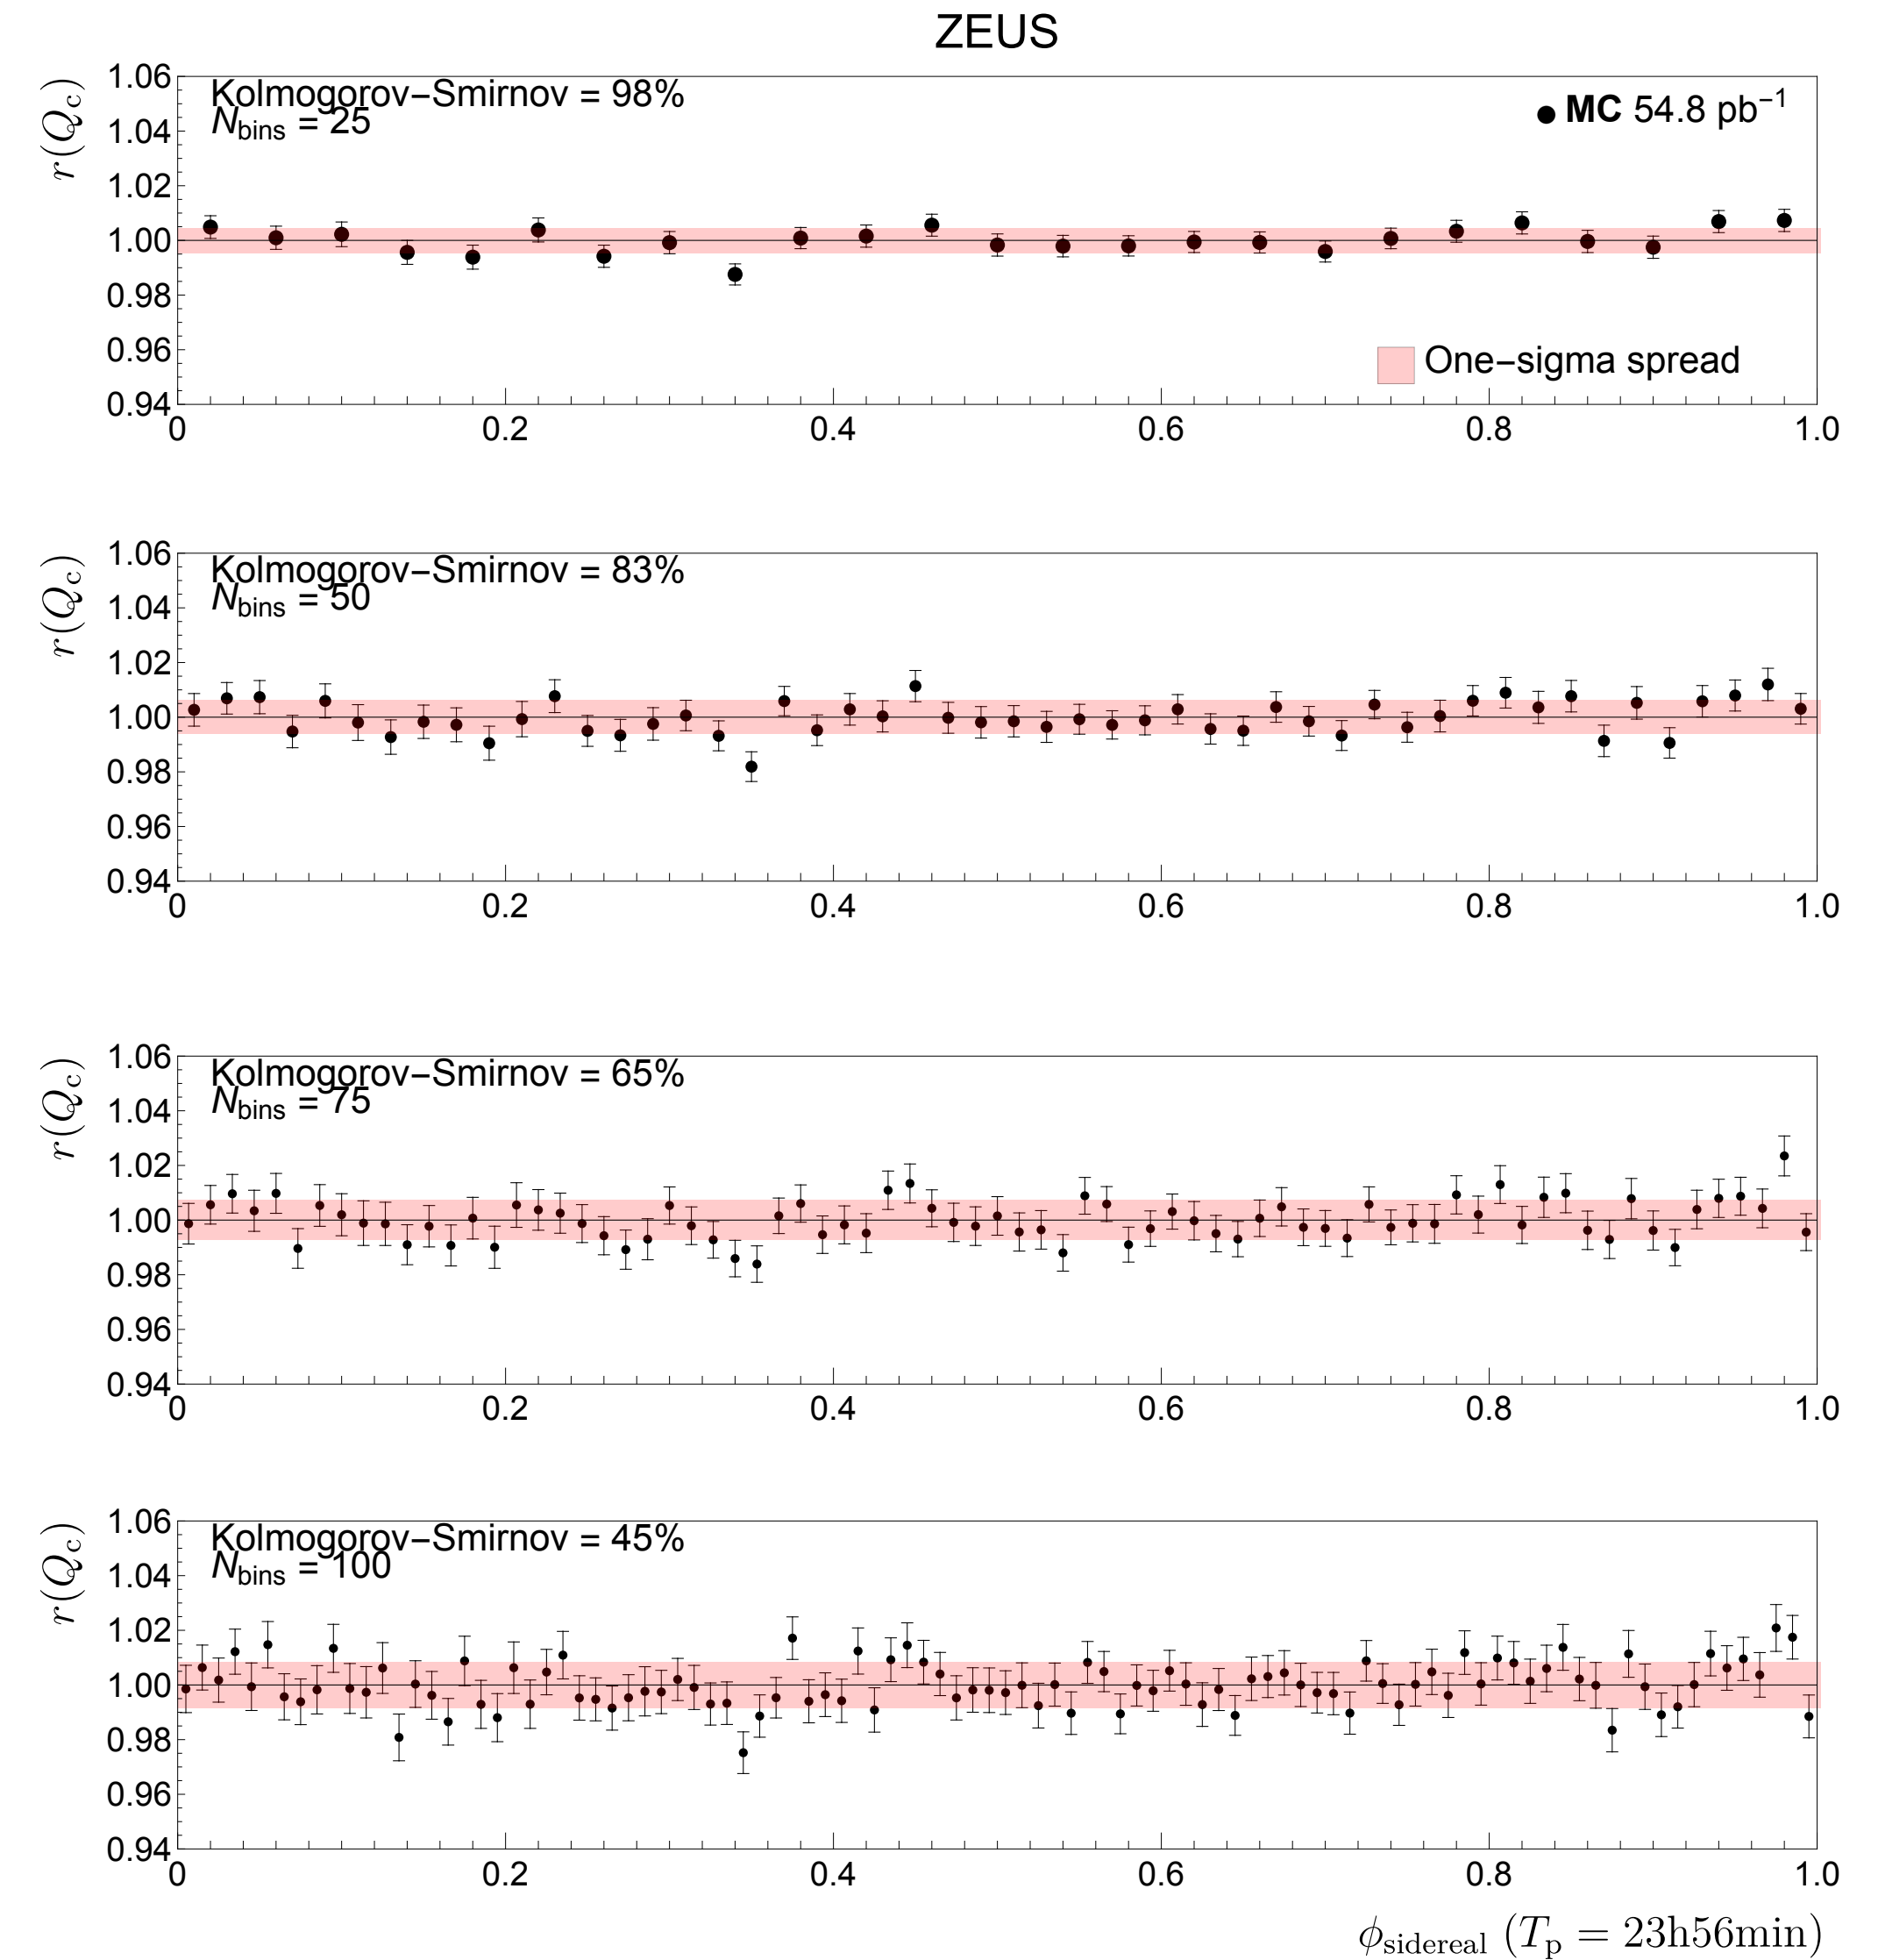 ZEUS
r(Q_c)
1.06
1.04
1.02
1.00
0.98
0.96
0.94
Kolmogorov−Smirnov = 98%
N_bins = 25
● MC 54.8 pb⁻¹
One−sigma spread
0 0.2 0.4 0.6 0.8 1.0
r(Q_c)
1.06
1.04
1.02
1.00
0.98
0.96
0.94
Kolmogorov−Smirnov = 83%
N_bins = 50
0 0.2 0.4 0.6 0.8 1.0
r(Q_c)
1.06
1.04
1.02
1.00
0.98
0.96
0.94
Kolmogorov−Smirnov = 65%
N_bins = 75
0 0.2 0.4 0.6 0.8 1.0
r(Q_c)
1.06
1.04
1.02
1.00
0.98
0.96
0.94
Kolmogorov−Smirnov = 45%
N_bins = 100
0 0.2 0.4 0.6 0.8 1.0
ϕ_sidereal (T_p = 23h56min)